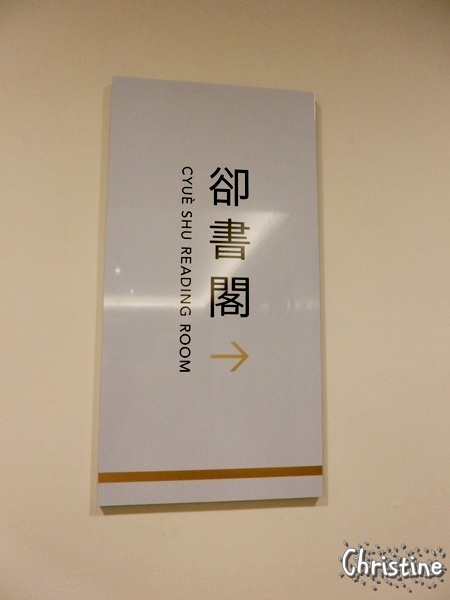 卻書閣→
CYUÈ SHU READING ROOM
Christine